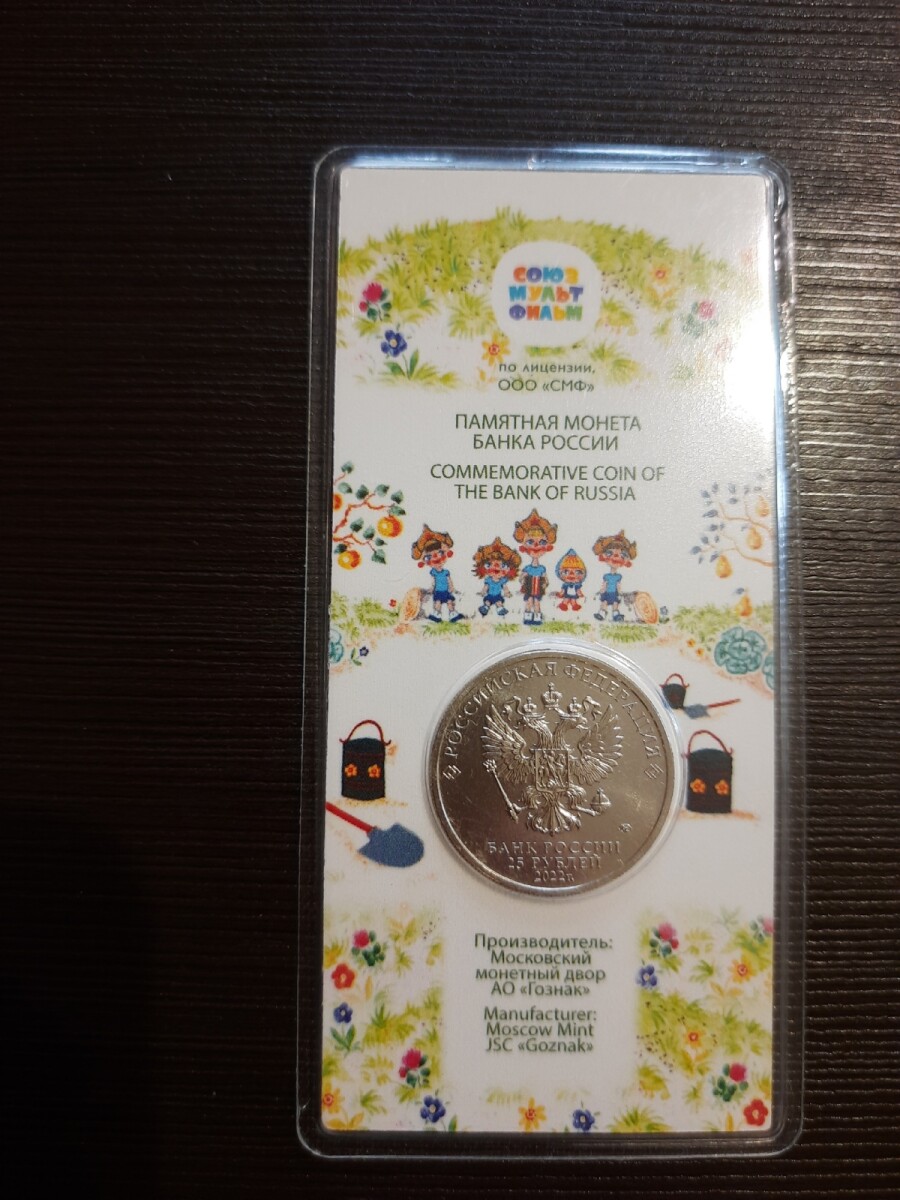 СОЮЗ
МУЛЬТ
ФИЛЬМ
по лицензии,
ООО «СМФ»
ПАМЯТНАЯ МОНЕТА
БАНКА РОССИИ
COMMEMORATIVE COIN OF
THE BANK OF RUSSIA
РОССИЙСКАЯ ФЕДЕРАЦИЯ
БАНК РОССИИ
25 РУБЛЕЙ
2022г.
Производитель:
Московский
монетный двор
АО «Гознак»
Manufacturer:
Moscow Mint
JSC «Goznak»